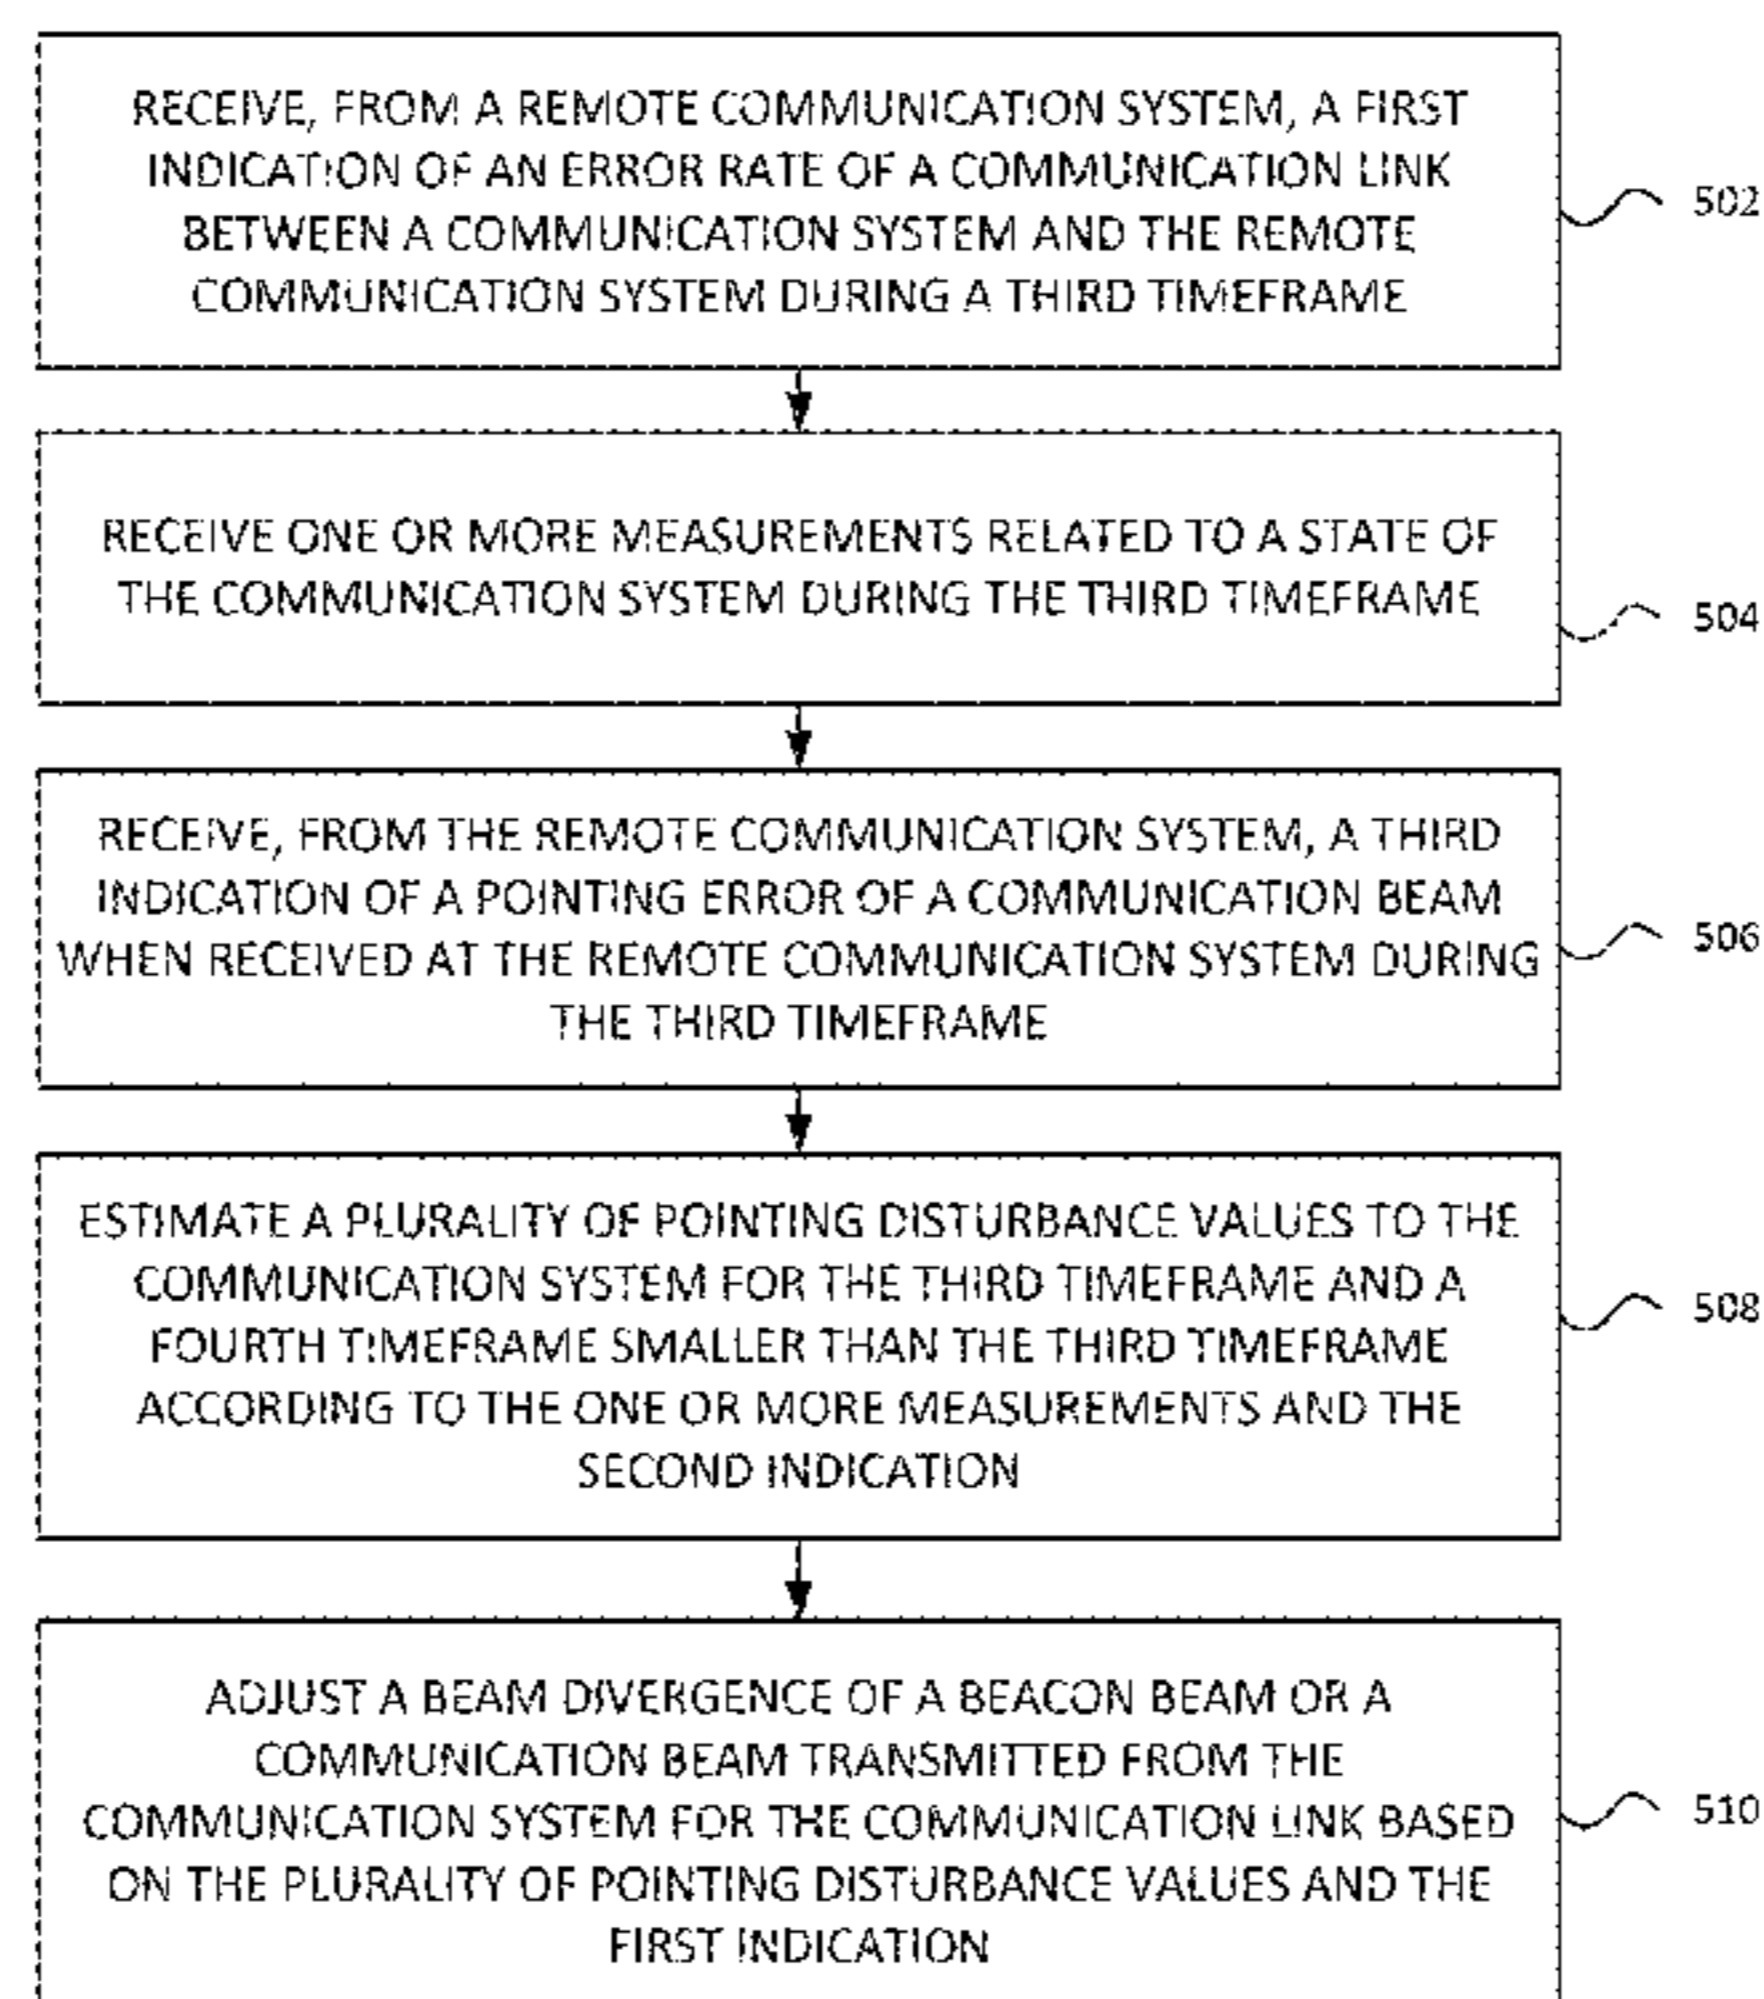 RECEIVE, FROM A REMOTE COMMUNICATION SYSTEM, A FIRST
INDICATION OF AN ERROR RATE OF A COMMUNICATION LINK
BETWEEN A COMMUNICATION SYSTEM AND THE REMOTE
COMMUNICATION SYSTEM DURING A THIRD TIMEFRAME
502
RECEIVE ONE OR MORE MEASUREMENTS RELATED TO A STATE OF
THE COMMUNICATION SYSTEM DURING THE THIRD TIMEFRAME
504
RECEIVE, FROM THE REMOTE COMMUNICATION SYSTEM, A THIRD
INDICATION OF A POINTING ERROR OF A COMMUNICATION BEAM
WHEN RECEIVED AT THE REMOTE COMMUNICATION SYSTEM DURING
THE THIRD TIMEFRAME
506
ESTIMATE A PLURALITY OF POINTING DISTURBANCE VALUES TO THE
COMMUNICATION SYSTEM FOR THE THIRD TIMEFRAME AND A
FOURTH TIMEFRAME SMALLER THAN THE THIRD TIMEFRAME
ACCORDING TO THE ONE OR MORE MEASUREMENTS AND THE
SECOND INDICATION
508
ADJUST A BEAM DIVERGENCE OF A BEACON BEAM OR A
COMMUNICATION BEAM TRANSMITTED FROM THE
COMMUNICATION SYSTEM FOR THE COMMUNICATION LINK BASED
ON THE PLURALITY OF POINTING DISTURBANCE VALUES AND THE
FIRST INDICATION
510